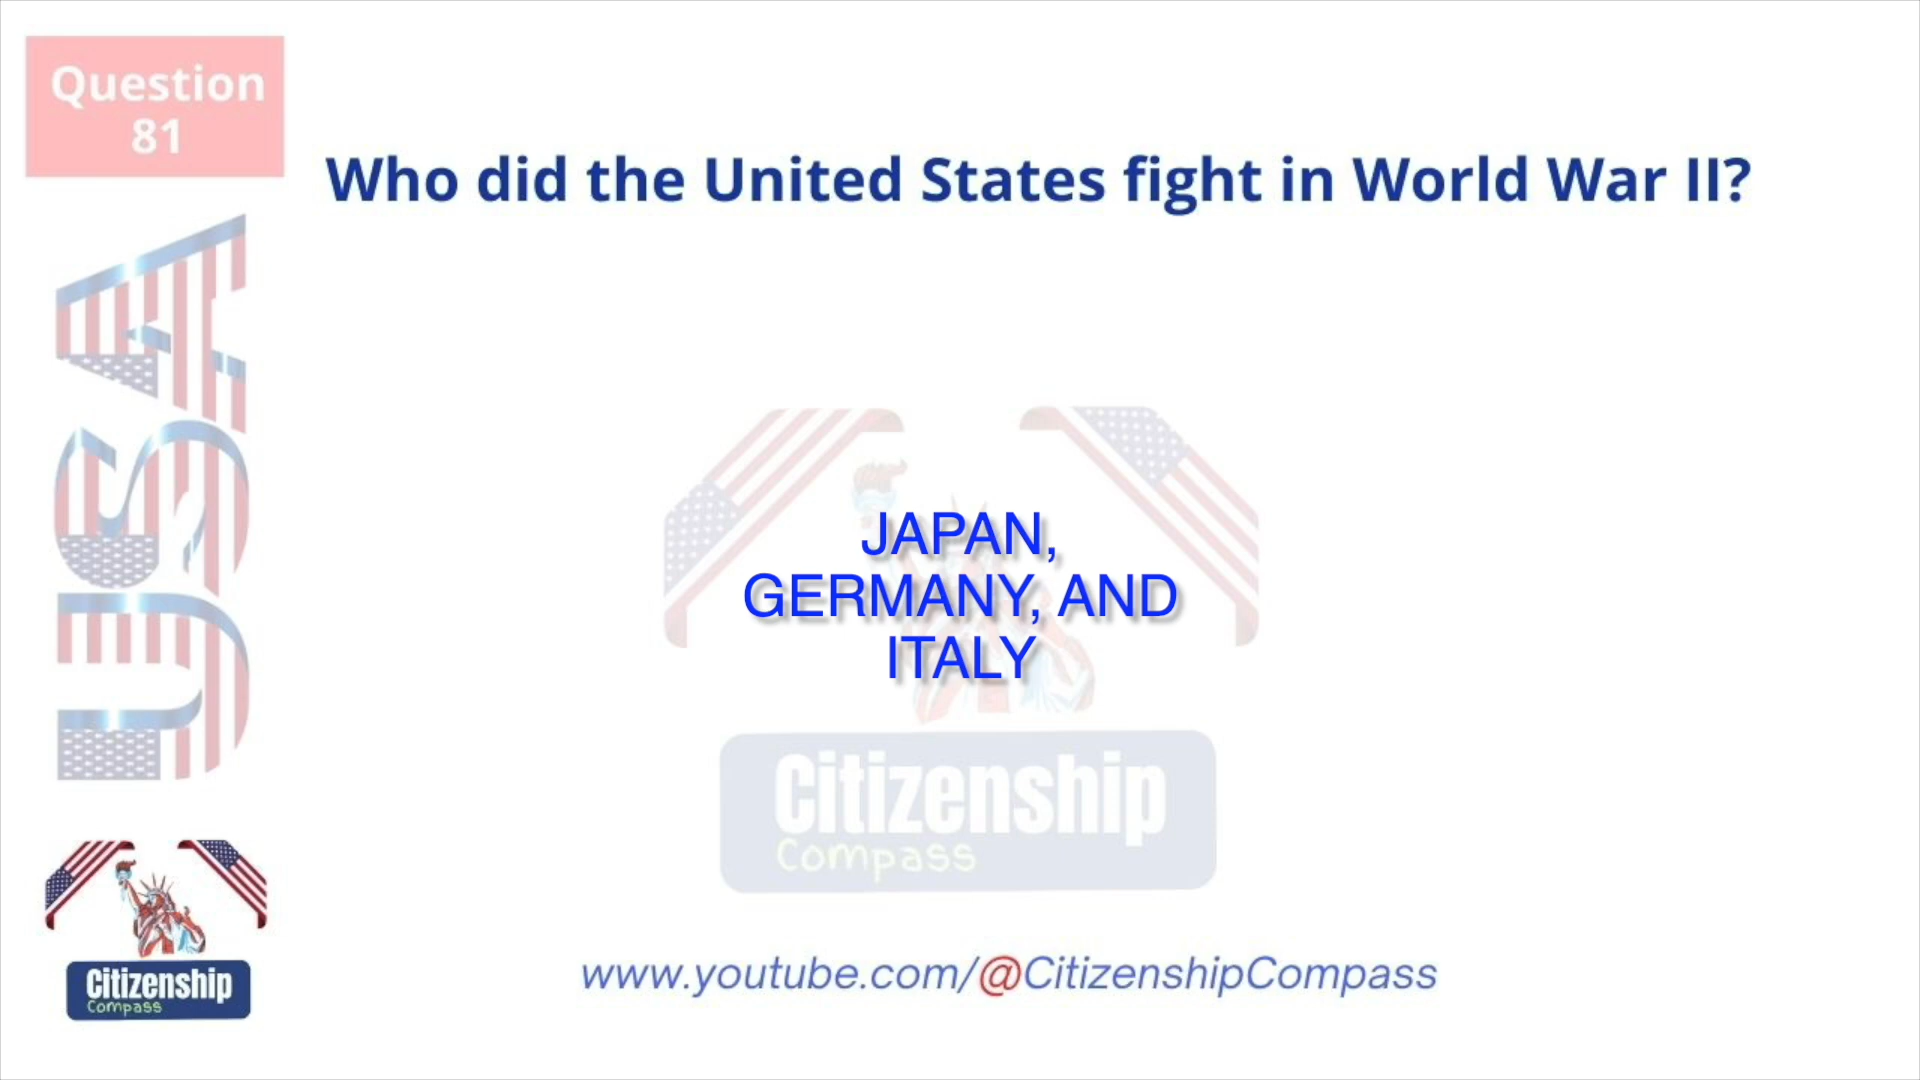 Question
81
Who did the United States fight in World War II?
USA
JAPAN,
GERMANY, AND
ITALY
Citizenship
Compass
Citizenship
Compass
www.youtube.com/@CitizenshipCompass